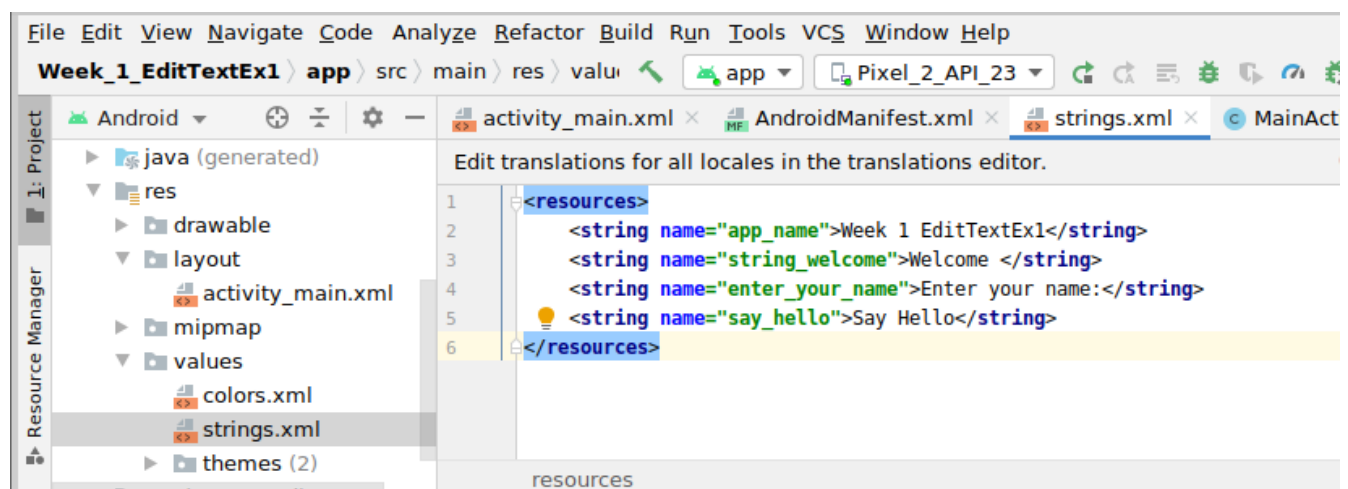 File Edit View Navigate Code Analyze Refactor Build Run Tools VCS Window Help
Week_1_EditTextEx1 app src main res app Pixel_2_API_23
1: Project
Resource Manager
Android
java (generated)
res
drawable
layout
activity_main.xml
mipmap
values
colors.xml
strings.xml
themes (2)
activity_main.xml AndroidManifest.xml strings.xml MainAct
Edit translations for all locales in the translations editor.
1 <resources>
2 <string name="app_name">Week 1 EditTextEx1</string>
3 <string name="string_welcome">Welcome </string>
4 <string name="enter_your_name">Enter your name:</string>
5 <string name="say_hello">Say Hello</string>
6 </resources>
resources